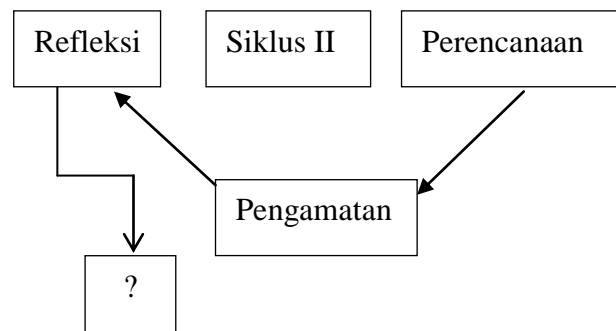 Refleksi
Siklus II
Perencanaan
Pengamatan
?